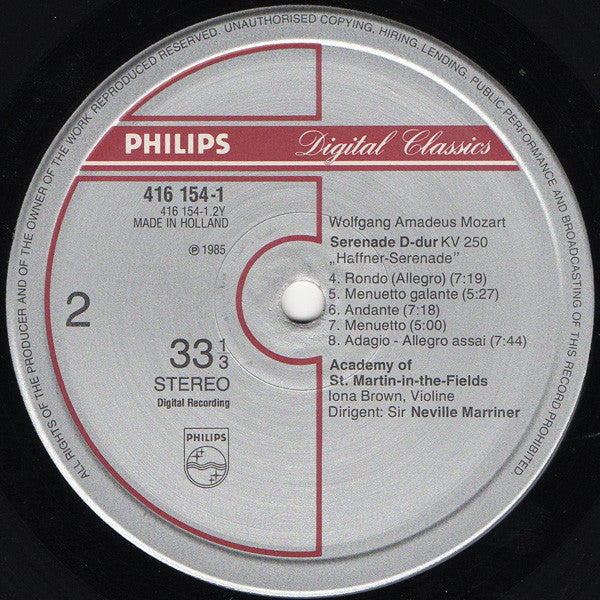 ALL RIGHTS OF THE PRODUCER AND OF THE OWNER OF THE WORK REPRODUCED RESERVED. UNAUTHORISED COPYING, HIRING, LENDING, PUBLIC PERFORMANCE AND BROADCASTING OF THIS RECORD PROHIBITED
PHILIPS Digital Classics
416 154-1
416 154-1.2Y
MADE IN HOLLAND
℗ 1985
2
33 1/3
STEREO
Digital Recording
PHILIPS
Wolfgang Amadeus Mozart
Serenade D-dur KV 250
„Haffner-Serenade”
4. Rondo (Allegro) (7:19)
5. Menuetto galante (5:27)
6. Andante (7:18)
7. Menuetto (5:00)
8. Adagio - Allegro assai (7:44)
Academy of
St. Martin-in-the-Fields
Iona Brown, Violine
Dirigent: Sir Neville Marriner